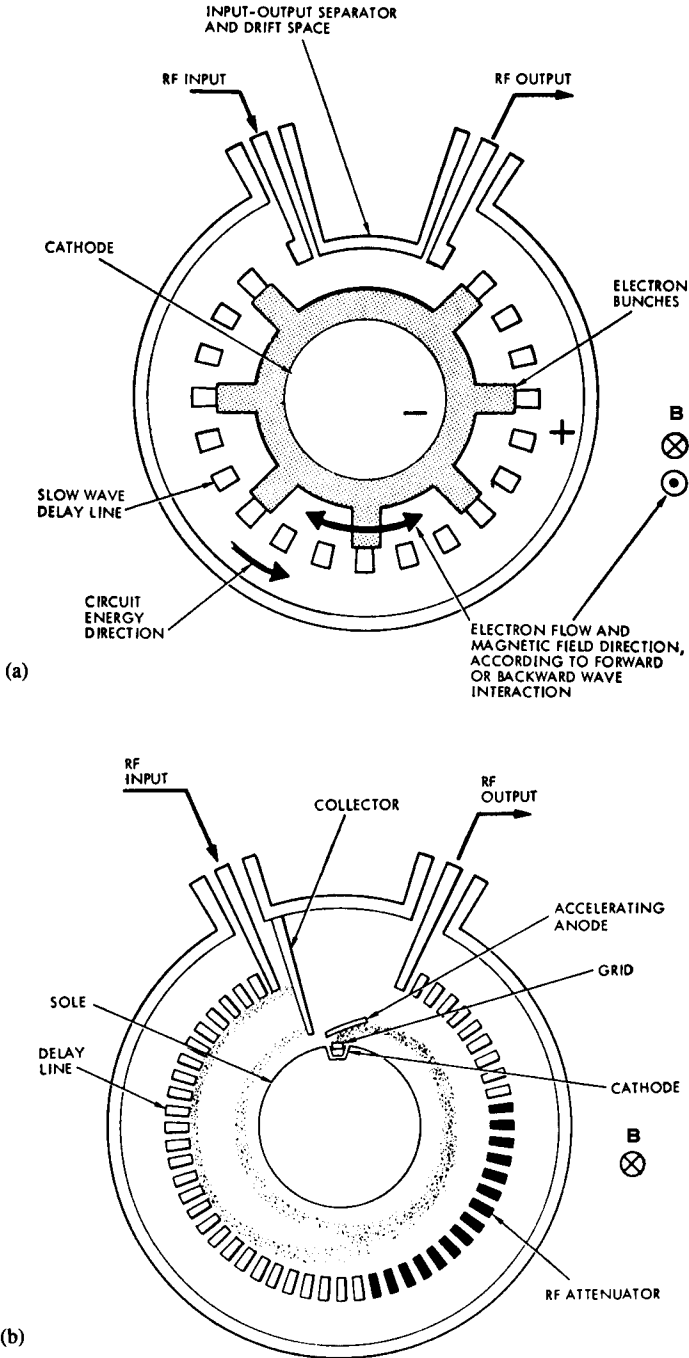 INPUT-OUTPUT SEPARATOR
AND DRIFT SPACE
RF INPUT
RF OUTPUT
CATHODE
ELECTRON
BUNCHES
−
+
B
SLOW WAVE
DELAY LINE
CIRCUIT
ENERGY
DIRECTION
ELECTRON FLOW AND
MAGNETIC FIELD DIRECTION,
ACCORDING TO FORWARD
OR BACKWARD WAVE
INTERACTION
(a)
RF
INPUT
COLLECTOR
RF
OUTPUT
ACCELERATING
ANODE
GRID
SOLE
DELAY
LINE
CATHODE
B
RF ATTENUATOR
(b)